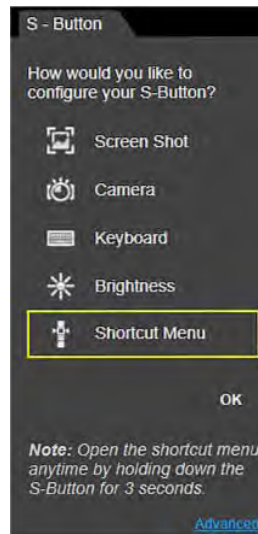 S - Button
How would you like to
configure your S-Button?
Screen Shot
Camera
Keyboard
Brightness
Shortcut Menu
OK
Note: Open the shortcut menu
anytime by holding down the
S-Button for 3 seconds.
Advanced